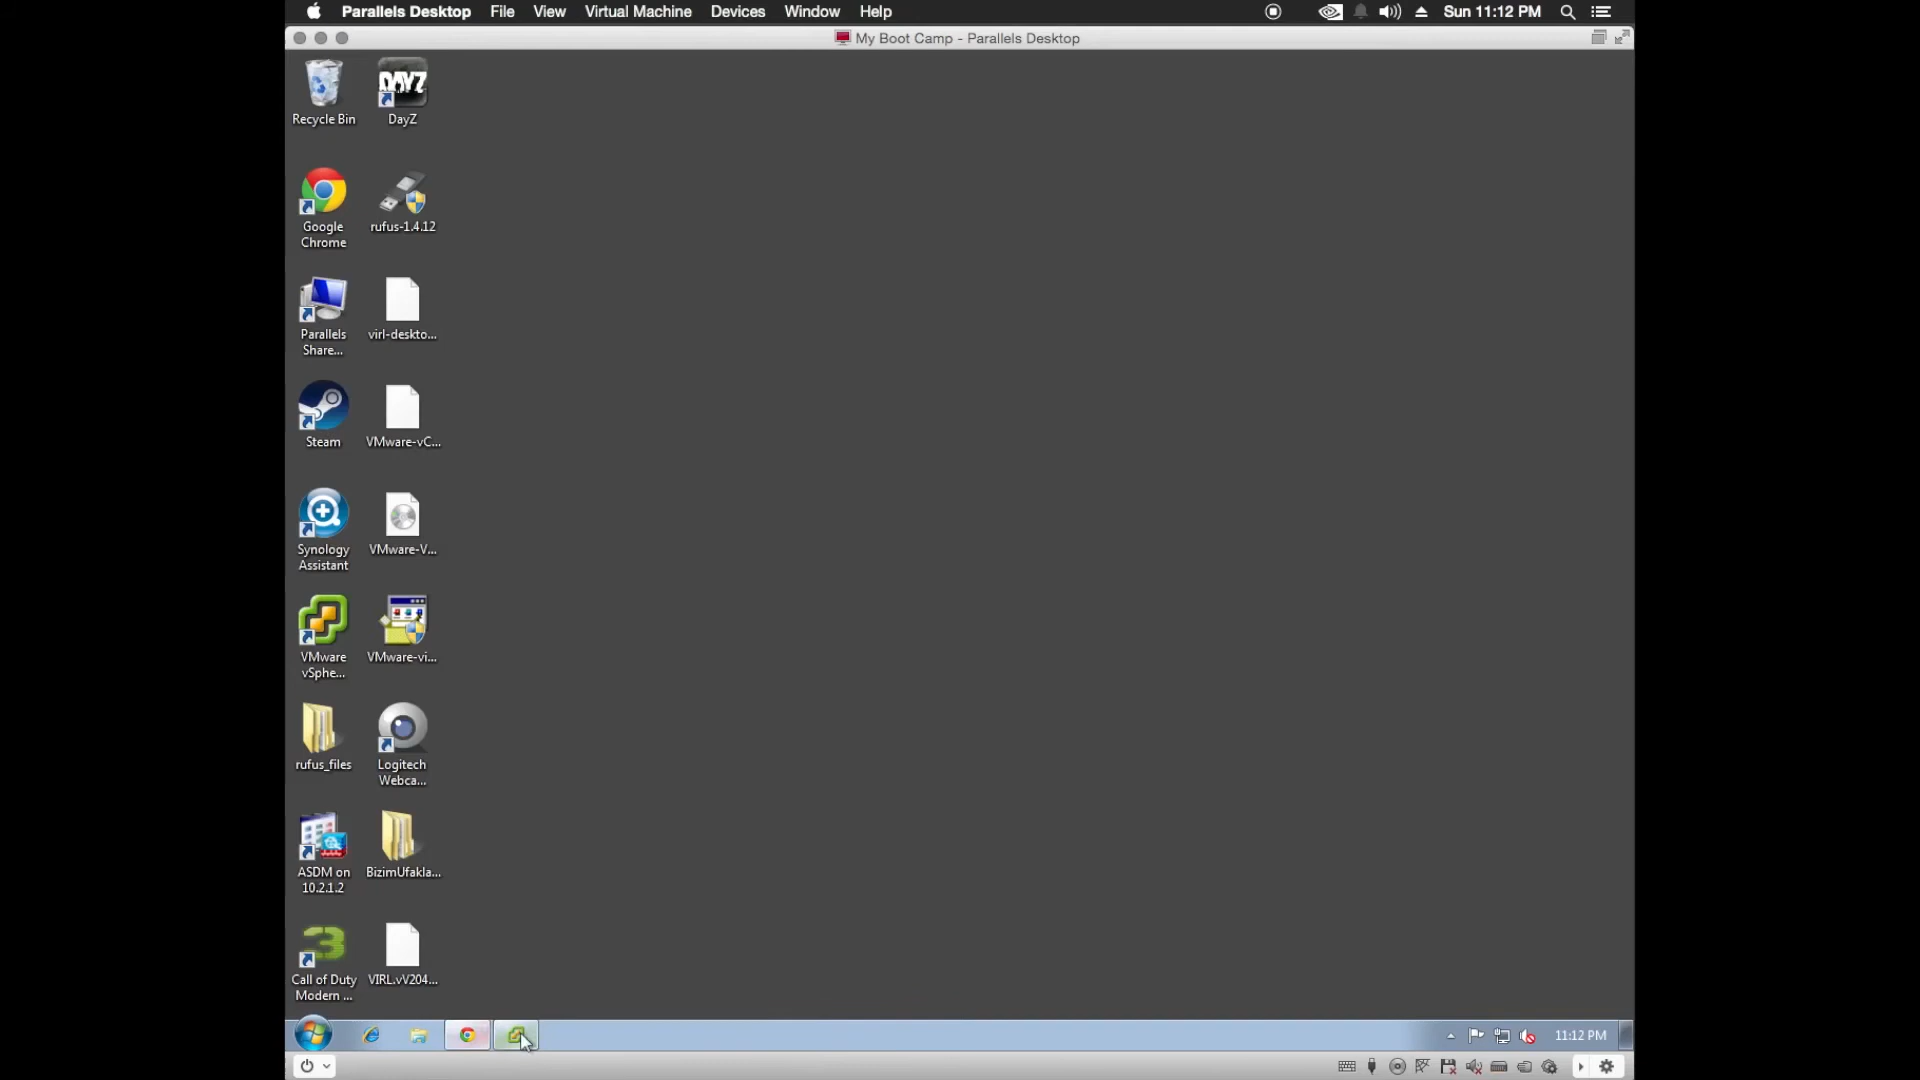 Parallels Desktop File View Virtual Machine Devices Window Help Sun 11:12 PM
My Boot Camp - Parallels Desktop
DAYZ
Recycle Bin
DayZ
Google
Chrome
rufus-1.4.12
Parallels
Share...
virl-deskto...
Steam
VMware-vC...
Synology
Assistant
VMware-V...
VMware
vSphe...
VMware-vi...
rufus_files
Logitech
Webca...
ASDM on
10.2.1.2
BizimUfakla...
3
Call of Duty
Modern ...
VIRL.vV204...
11:12 PM